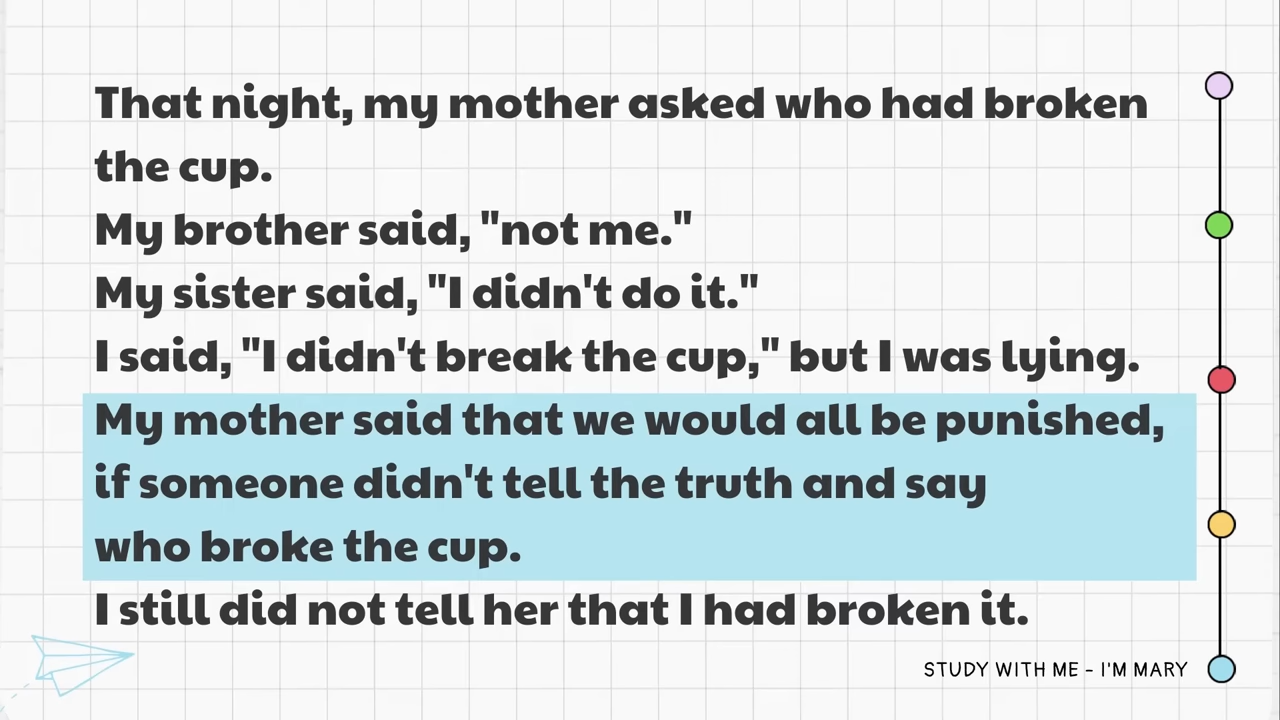 That night, my mother asked who had broken
the cup.
My brother said, "not me."
My sister said, "I didn't do it."
I said, "I didn't break the cup," but I was lying.
My mother said that we would all be punished,
if someone didn't tell the truth and say
who broke the cup.
I still did not tell her that I had broken it.
STUDY WITH ME - I'M MARY